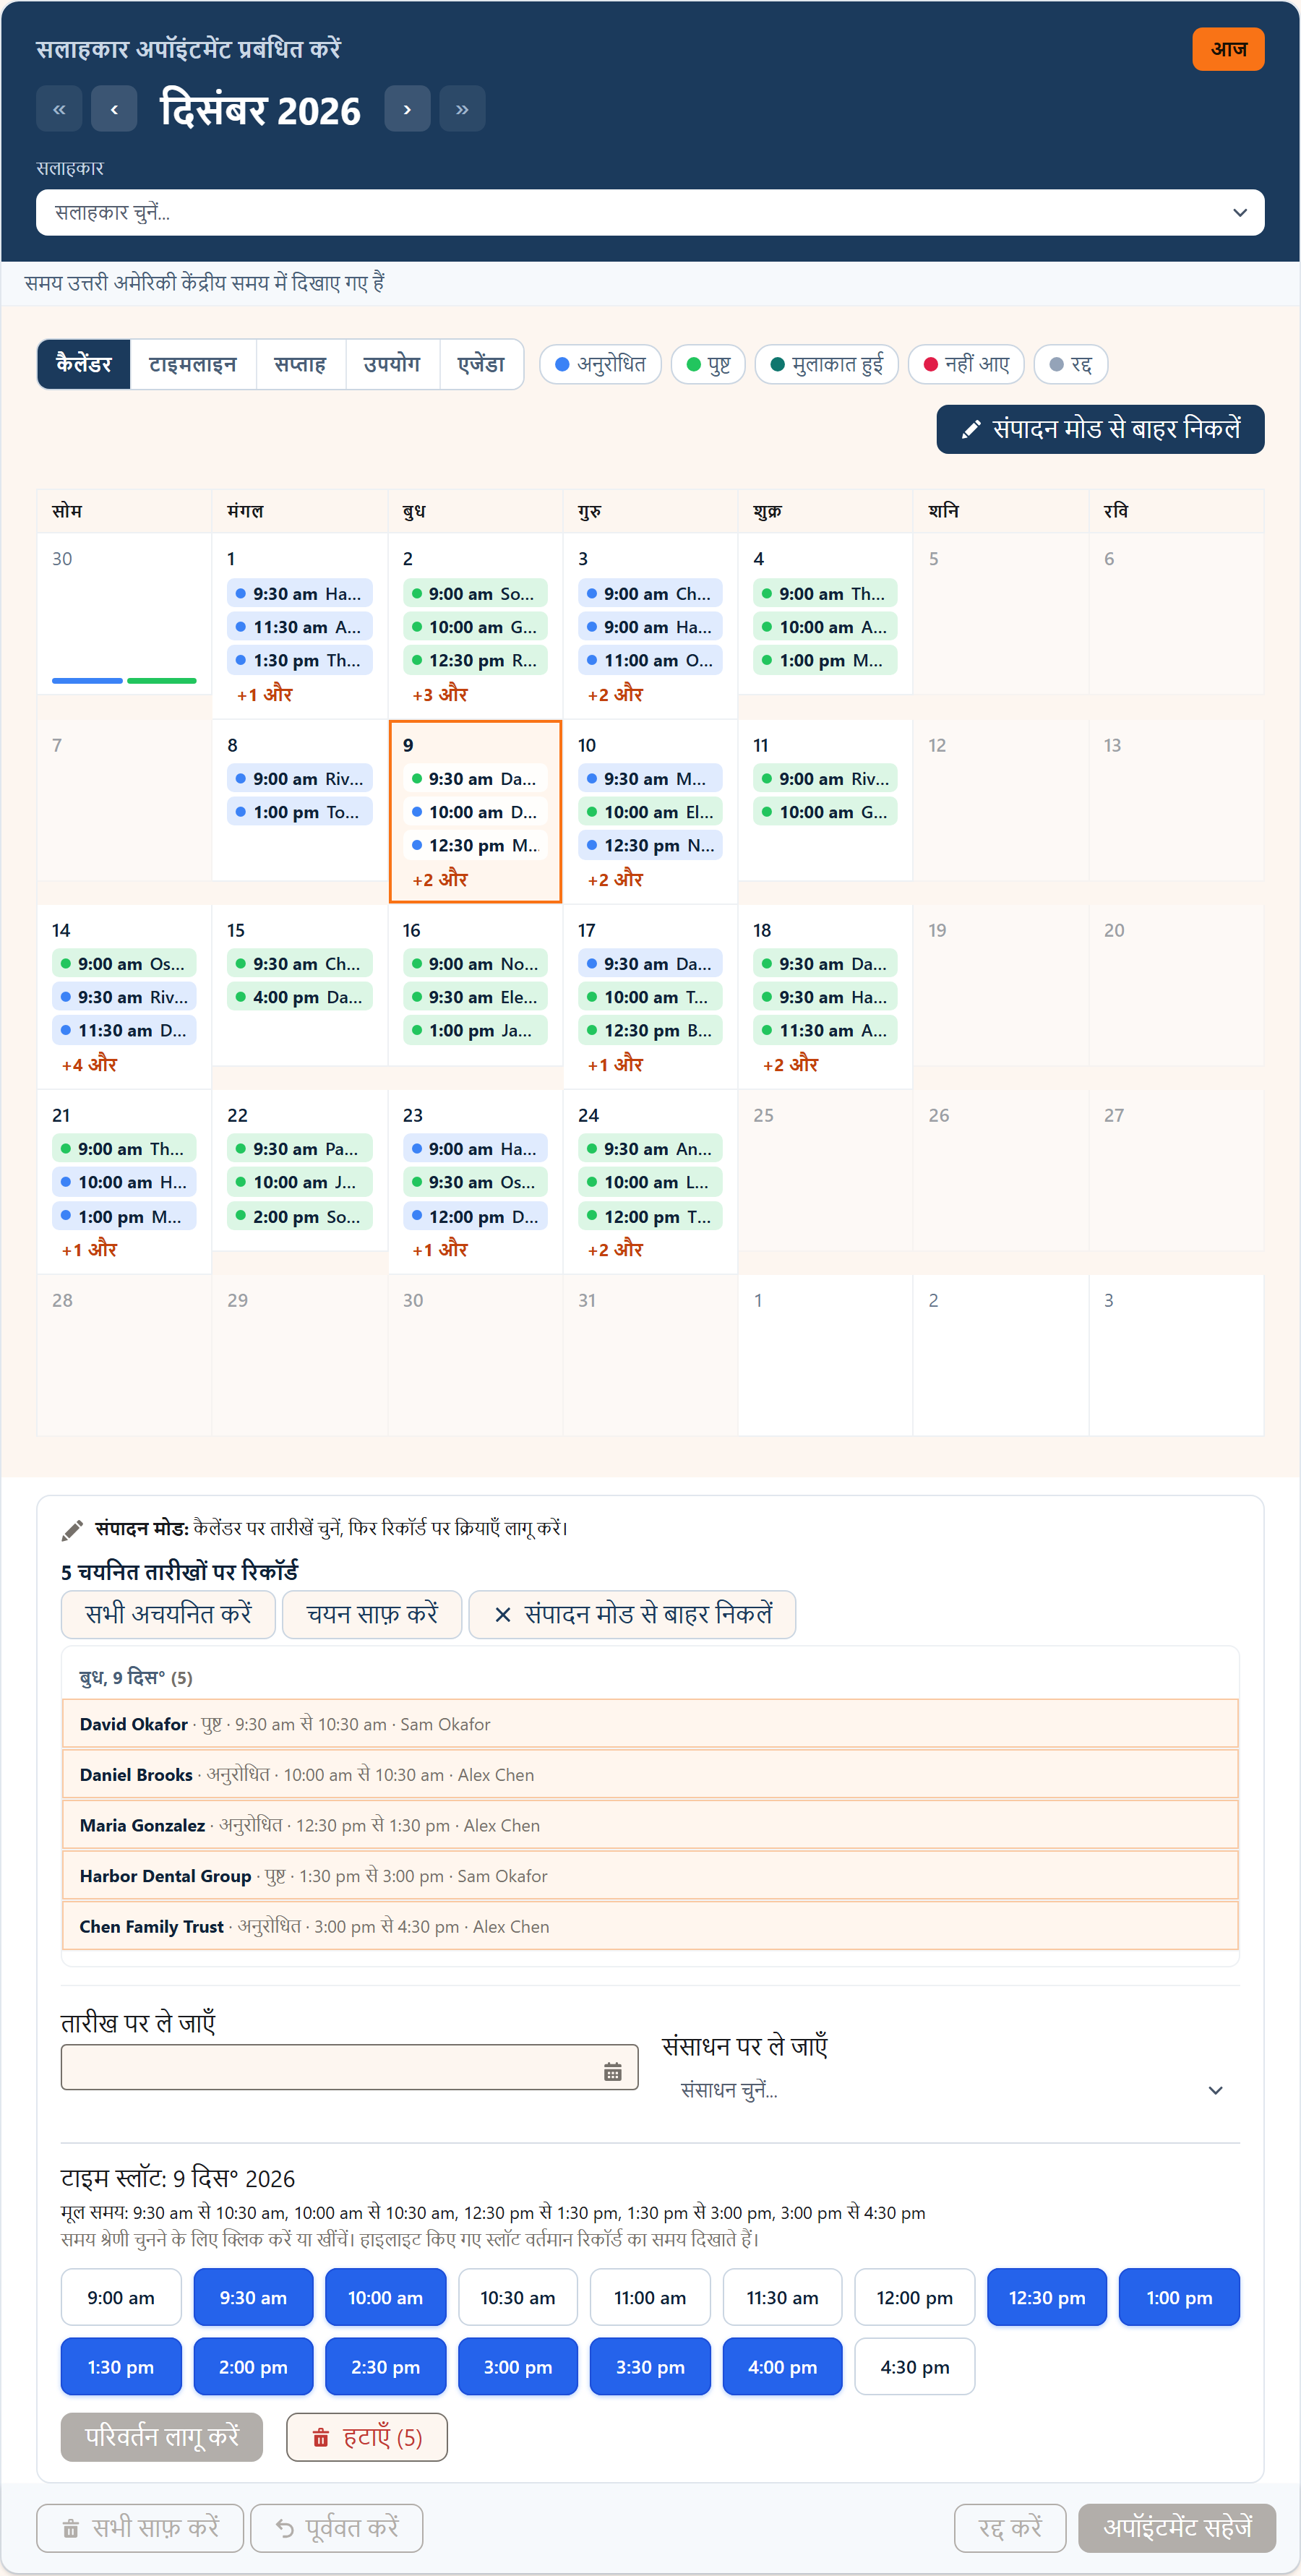 सलाहकार अपॉइंटमेंट प्रबंधित करें
आज
« ‹ दिसंबर 2026 › »
सलाहकार
सलाहकार चुनें...
समय उत्तरी अमेरिकी केंद्रीय समय में दिखाए गए हैं
कैलेंडर टाइमलाइन सप्ताह उपयोग एजेंडा अनुरोधित पुष्ट मुलाकात हुई नहीं आए रद्द
संपादन मोड से बाहर निकलें
सोम मंगल बुध गुरु शुक्र शनि रवि
30 1 2 3 4 5 6
9:30 am Ha... 9:00 am So... 9:00 am Ch... 9:00 am Th...
11:30 am A... 10:00 am G... 9:00 am Ha... 10:00 am A...
1:30 pm Th... 12:30 pm R... 11:00 am O... 1:00 pm M...
+1 और +3 और +2 और
7 8 9 10 11 12 13
9:00 am Riv... 9:30 am Da... 9:30 am M... 9:00 am Riv...
1:00 pm To... 10:00 am D... 10:00 am El... 10:00 am G...
12:30 pm M... 12:30 pm N...
+2 और +2 और
14 15 16 17 18 19 20
9:00 am Os... 9:30 am Ch... 9:00 am No... 9:30 am Da... 9:30 am Da...
9:30 am Riv... 4:00 pm Da... 9:30 am Ele... 10:00 am T... 9:30 am Ha...
11:30 am D... 1:00 pm Ja... 12:30 pm B... 11:30 am A...
+4 और +1 और +2 और
21 22 23 24 25 26 27
9:00 am Th... 9:30 am Pa... 9:00 am Ha... 9:30 am An...
10:00 am H... 10:00 am J... 9:30 am Os... 10:00 am L...
1:00 pm M... 2:00 pm So... 12:00 pm D... 12:00 pm T...
+1 और +1 और +2 और
28 29 30 31 1 2 3
संपादन मोड: कैलेंडर पर तारीखें चुनें, फिर रिकॉर्ड पर क्रियाएँ लागू करें।
5 चयनित तारीखों पर रिकॉर्ड
सभी अचयनित करें चयन साफ़ करें ✕ संपादन मोड से बाहर निकलें
बुध, 9 दिस॰ (5)
David Okafor · पुष्ट · 9:30 am से 10:30 am · Sam Okafor
Daniel Brooks · अनुरोधित · 10:00 am से 10:30 am · Alex Chen
Maria Gonzalez · अनुरोधित · 12:30 pm से 1:30 pm · Alex Chen
Harbor Dental Group · पुष्ट · 1:30 pm से 3:00 pm · Sam Okafor
Chen Family Trust · अनुरोधित · 3:00 pm से 4:30 pm · Alex Chen
तारीख पर ले जाएँ
संसाधन पर ले जाएँ
संसाधन चुनें...
टाइम स्लॉट: 9 दिस॰ 2026
मूल समय: 9:30 am से 10:30 am, 10:00 am से 10:30 am, 12:30 pm से 1:30 pm, 1:30 pm से 3:00 pm, 3:00 pm से 4:30 pm
समय श्रेणी चुनने के लिए क्लिक करें या खींचें। हाइलाइट किए गए स्लॉट वर्तमान रिकॉर्ड का समय दिखाते हैं।
9:00 am 9:30 am 10:00 am 10:30 am 11:00 am 11:30 am 12:00 pm 12:30 pm 1:00 pm
1:30 pm 2:00 pm 2:30 pm 3:00 pm 3:30 pm 4:00 pm 4:30 pm
परिवर्तन लागू करें हटाएँ (5)
सभी साफ़ करें पूर्ववत करें रद्द करें अपॉइंटमेंट सहेजें